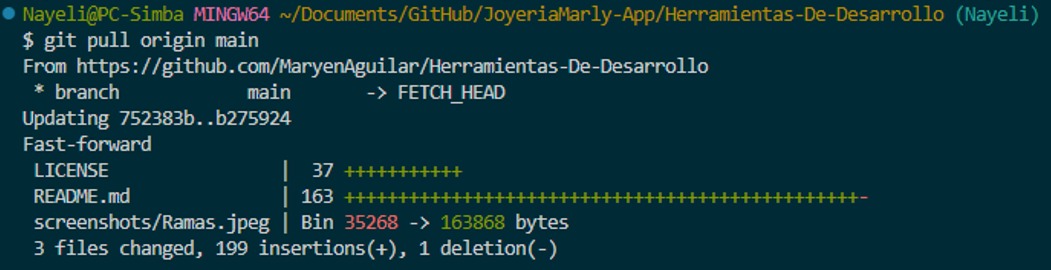 Nayeli@PC-Simba MINGW64 ~/Documents/GitHub/JoyeriaMarly-App/Herramientas-De-Desarrollo (Nayeli)
$ git pull origin main
From https://github.com/MaryenAguilar/Herramientas-De-Desarrollo
 * branch            main       -> FETCH_HEAD
Updating 752383b..b275924
Fast-forward
 LICENSE                |  37 +++++++++++
 README.md              | 163 ++++++++++++++++++++++++++++++++++++++++++++++++-
 screenshots/Ramas.jpeg | Bin 35268 -> 163868 bytes
 3 files changed, 199 insertions(+), 1 deletion(-)